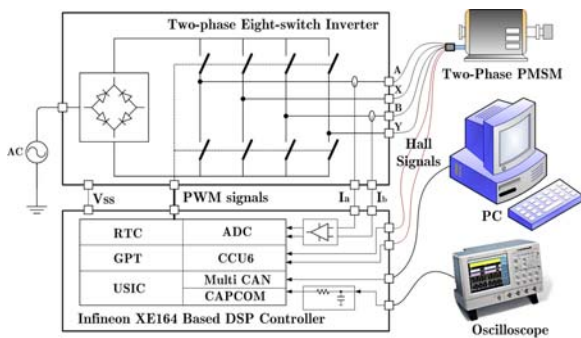 Two-phase Eight-switch Inverter
A
X
B
Y
Two-Phase PMSM
AC
Hall
Signals
Vss
PWM signals
Ia
Ib
PC
RTC
ADC
GPT
CCU6
USIC
Multi CAN
CAPCOM
Infineon XE164 Based DSP Controller
Oscilloscope